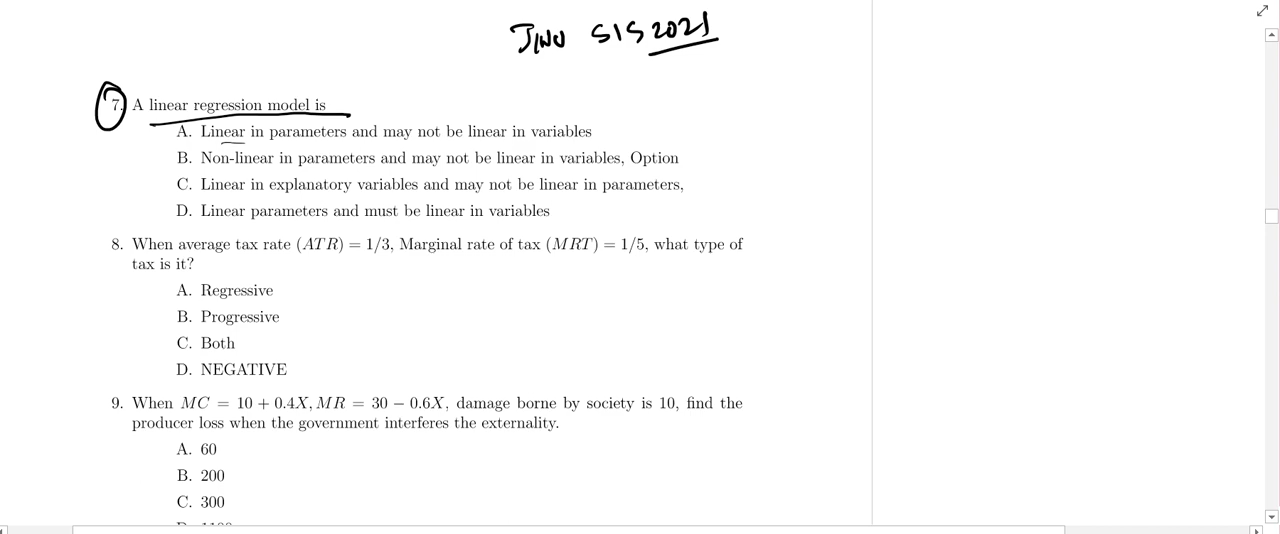 JNU SIS 2021
7. A linear regression model is
A. Linear in parameters and may not be linear in variables
B. Non-linear in parameters and may not be linear in variables, Option
C. Linear in explanatory variables and may not be linear in parameters,
D. Linear parameters and must be linear in variables
8. When average tax rate (ATR) = 1/3, Marginal rate of tax (MRT) = 1/5, what type of
tax is it?
A. Regressive
B. Progressive
C. Both
D. NEGATIVE
9. When MC = 10 + 0.4X, MR = 30 − 0.6X, damage borne by society is 10, find the
producer loss when the government interferes the externality.
A. 60
B. 200
C. 300